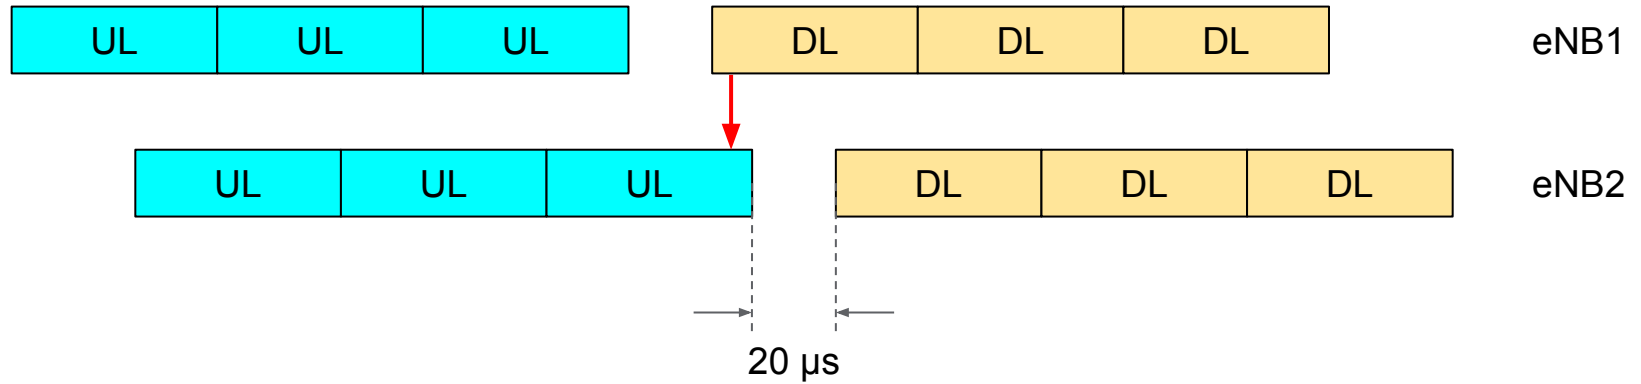 UL UL UL DL DL DL eNB1
UL UL UL DL DL DL eNB2
20 µs